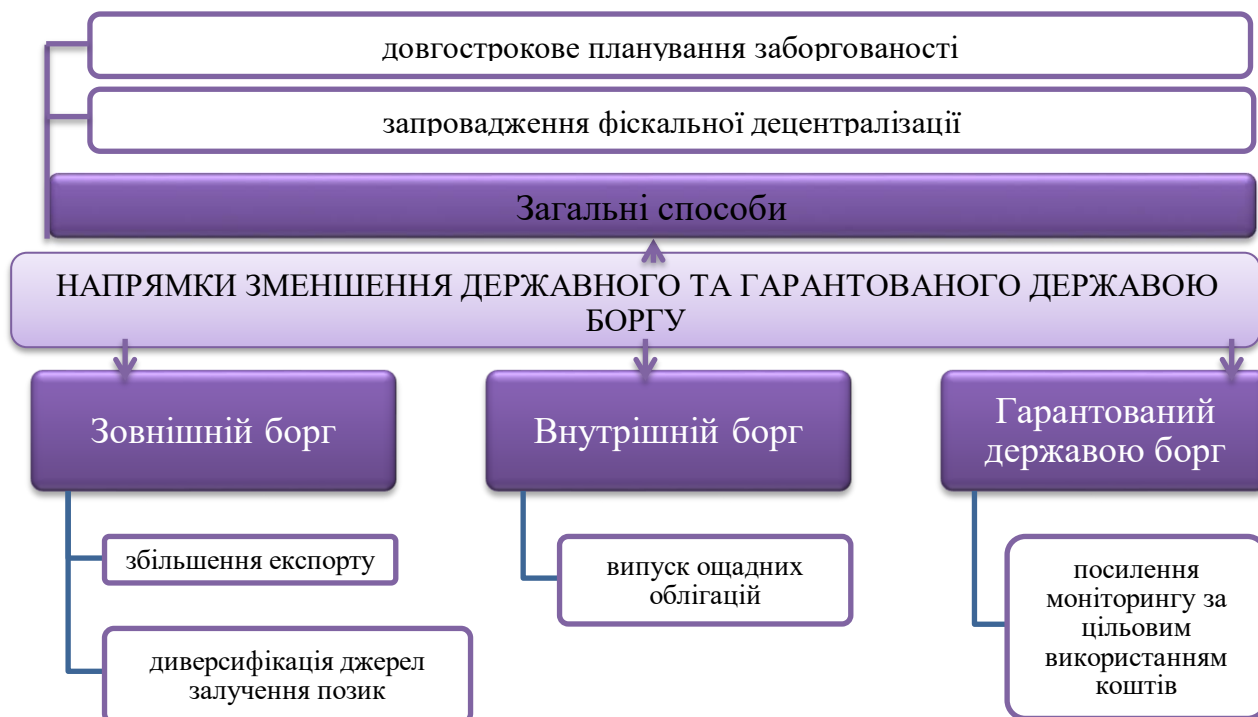 довгострокове планування заборгованості
запровадження фіскальної децентралізації
Загальні способи
НАПРЯМКИ ЗМЕНШЕННЯ ДЕРЖАВНОГО ТА ГАРАНТОВАНОГО ДЕРЖАВОЮ
БОРГУ
Зовнішній борг
збільшення експорту
диверсифікація джерел
залучення позик
Внутрішній борг
випуск ощадних
облігацій
Гарантований
державою борг
посилення
моніторингу за
цільовим
використанням
коштів